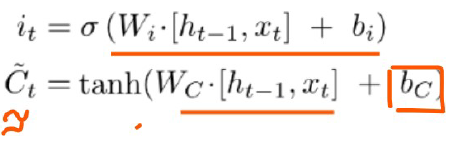 i_t = σ (W_i·[h_{t−1}, x_t] + b_i)
C̃_t = tanh(W_C·[h_{t−1}, x_t] + b_C)